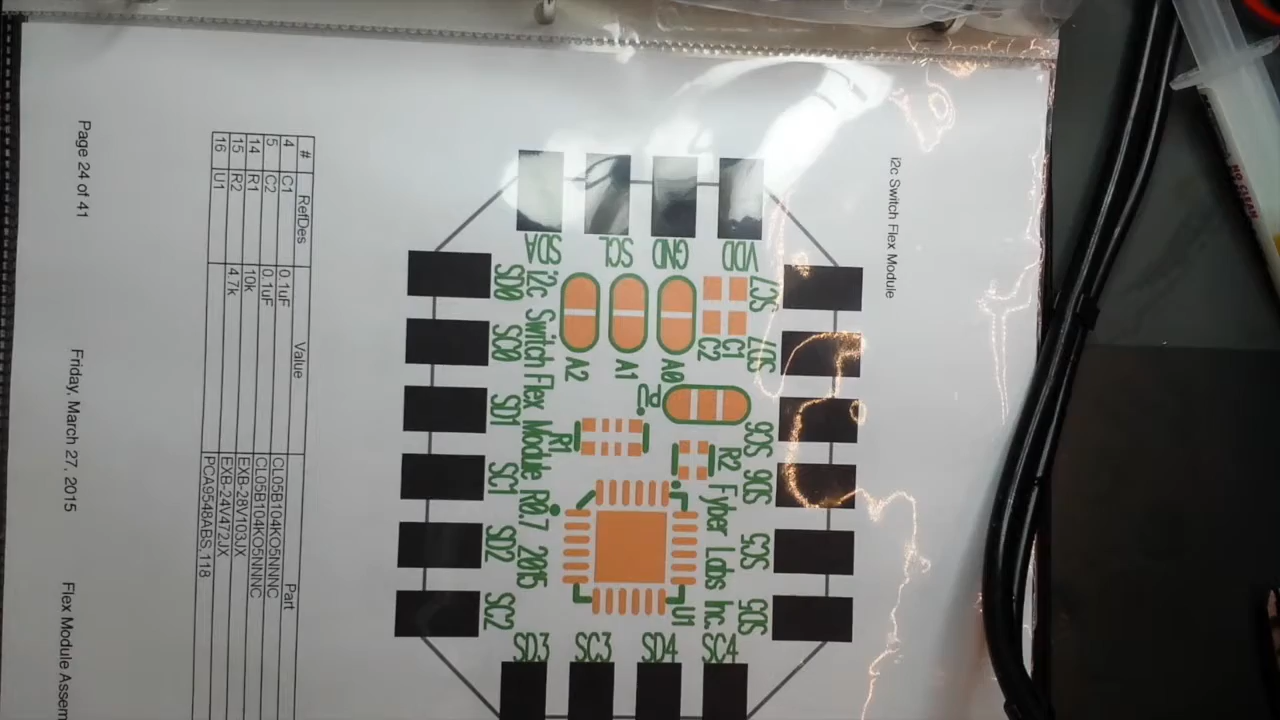 i2c Switch Flex Module
VDD
GND
SCL
SDA
SC7
SD7
SC6
SD6
SC5
SD5
SD0
SC0
SD1
SC1
SD2
SC2
SD3
SC3
SD4
SC4
C1
C2
A0
A1
A2
R1
R2
U1
Fyber Labs Inc.
i2c Switch Flex Module R0.7 2015
# RefDes Value Part
4 C1 0.1uF CL05B104KO5NNNC
5 C2 0.1uF CL05B104KO5NNNC
14 R1 10k EXB-28V103JX
15 R2 4.7k EXB-24V472JX
16 U1 PCA9548ABS,118
Page 24 of 41 Friday, March 27, 2015 Flex Module Assem
NO CLEAN